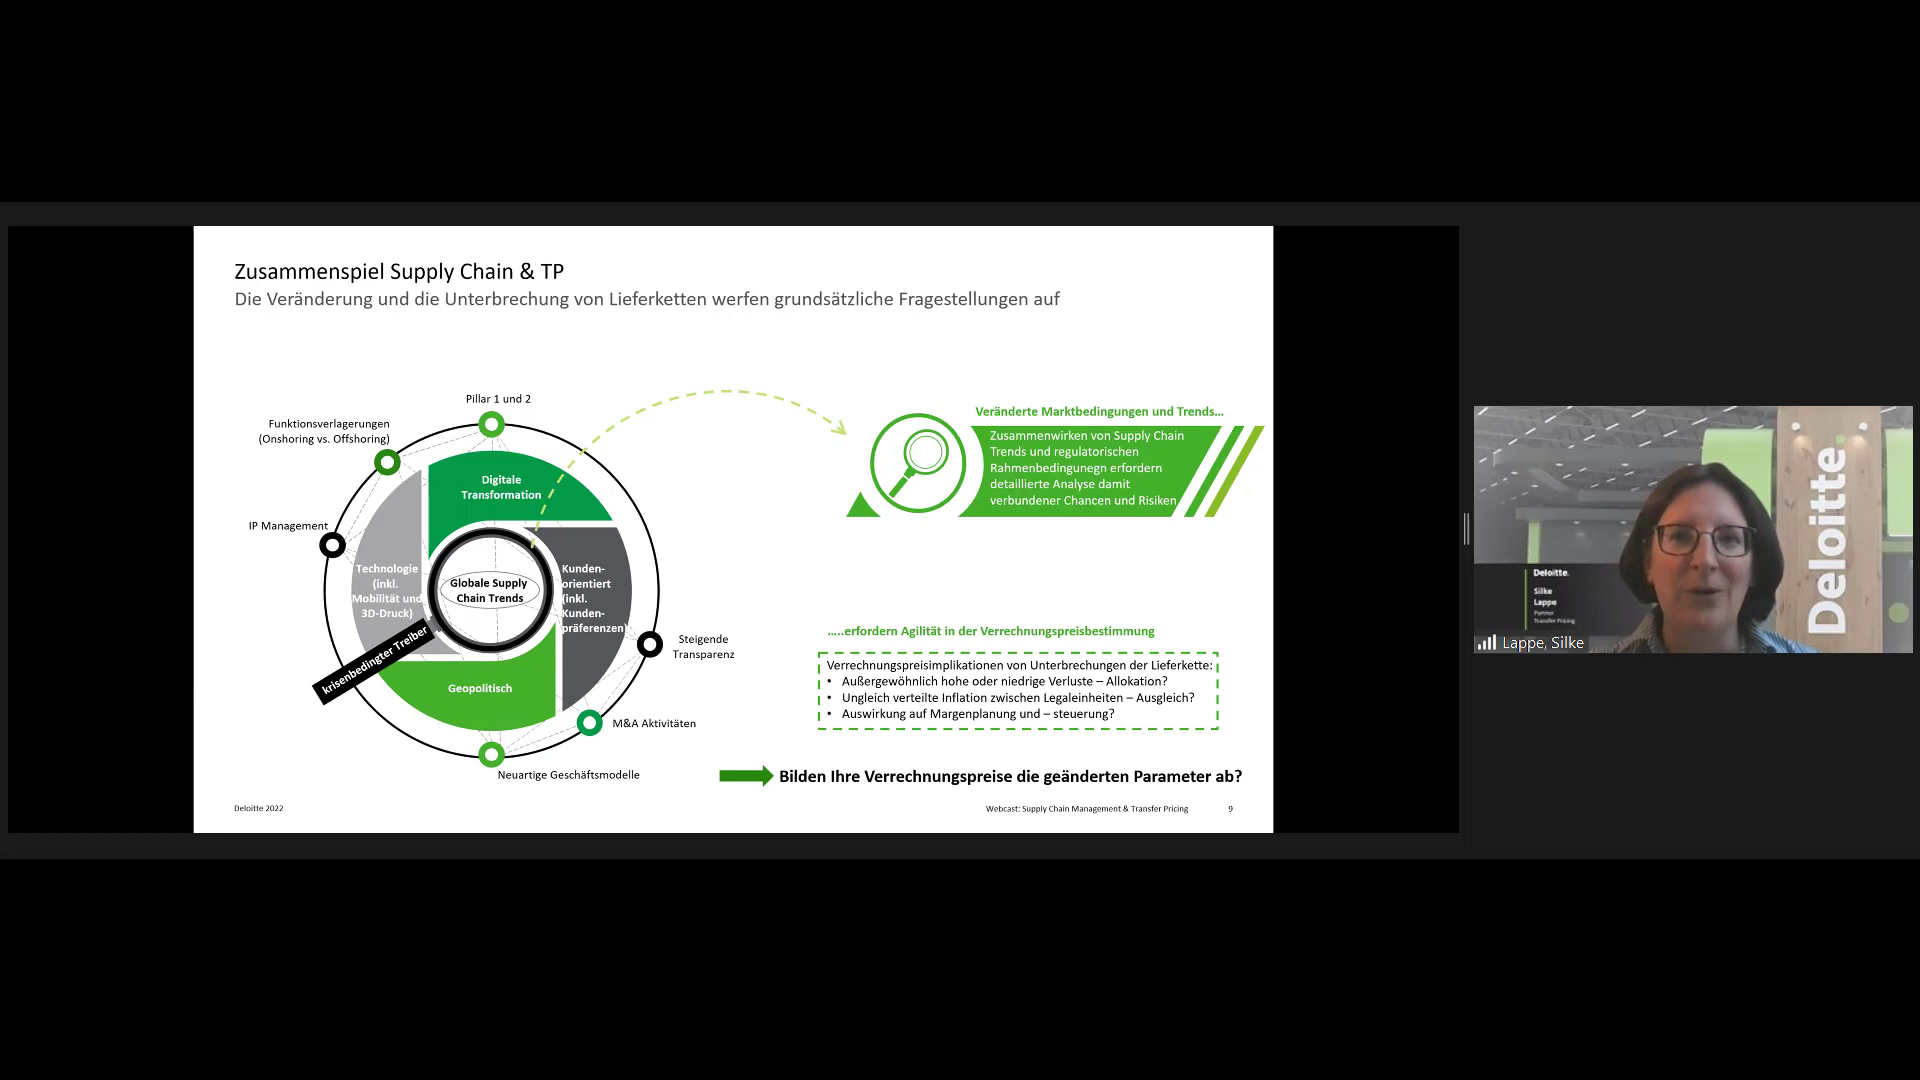 Zusammenspiel Supply Chain & TP
Die Veränderung und die Unterbrechung von Lieferketten werfen grundsätzliche Fragestellungen auf
Pillar 1 und 2
Funktionsverlagerungen
(Onshoring vs. Offshoring)
IP Management
Digitale
Transformation
Technologie
(inkl.
Mobilität und
3D-Druck)
Globale Supply
Chain Trends
Kunden-
orientiert
(inkl.
Kunden-
präferenzen)
krisenbedingter Treiber
Geopolitisch
Steigende
Transparenz
M&A Aktivitäten
Neuartige Geschäftsmodelle
Veränderte Marktbedingungen und Trends...
Zusammenwirken von Supply Chain
Trends und regulatorischen
Rahmenbedingunegn erfordern
detaillierte Analyse damit
verbundener Chancen und Risiken
.....erfordern Agilität in der Verrechnungspreisbestimmung
Verrechnungspreisimplikationen von Unterbrechungen der Lieferkette:
• Außergewöhnlich hohe oder niedrige Verluste – Allokation?
• Ungleich verteilte Inflation zwischen Legaleinheiten – Ausgleich?
• Auswirkung auf Margenplanung und – steuerung?
Bilden Ihre Verrechnungspreise die geänderten Parameter ab?
Deloitte 2022
Webcast: Supply Chain Management & Transfer Pricing
9
Deloitte.
Deloitte.
Silke
Lappe
Partner
Transfer Pricing
Lappe, Silke